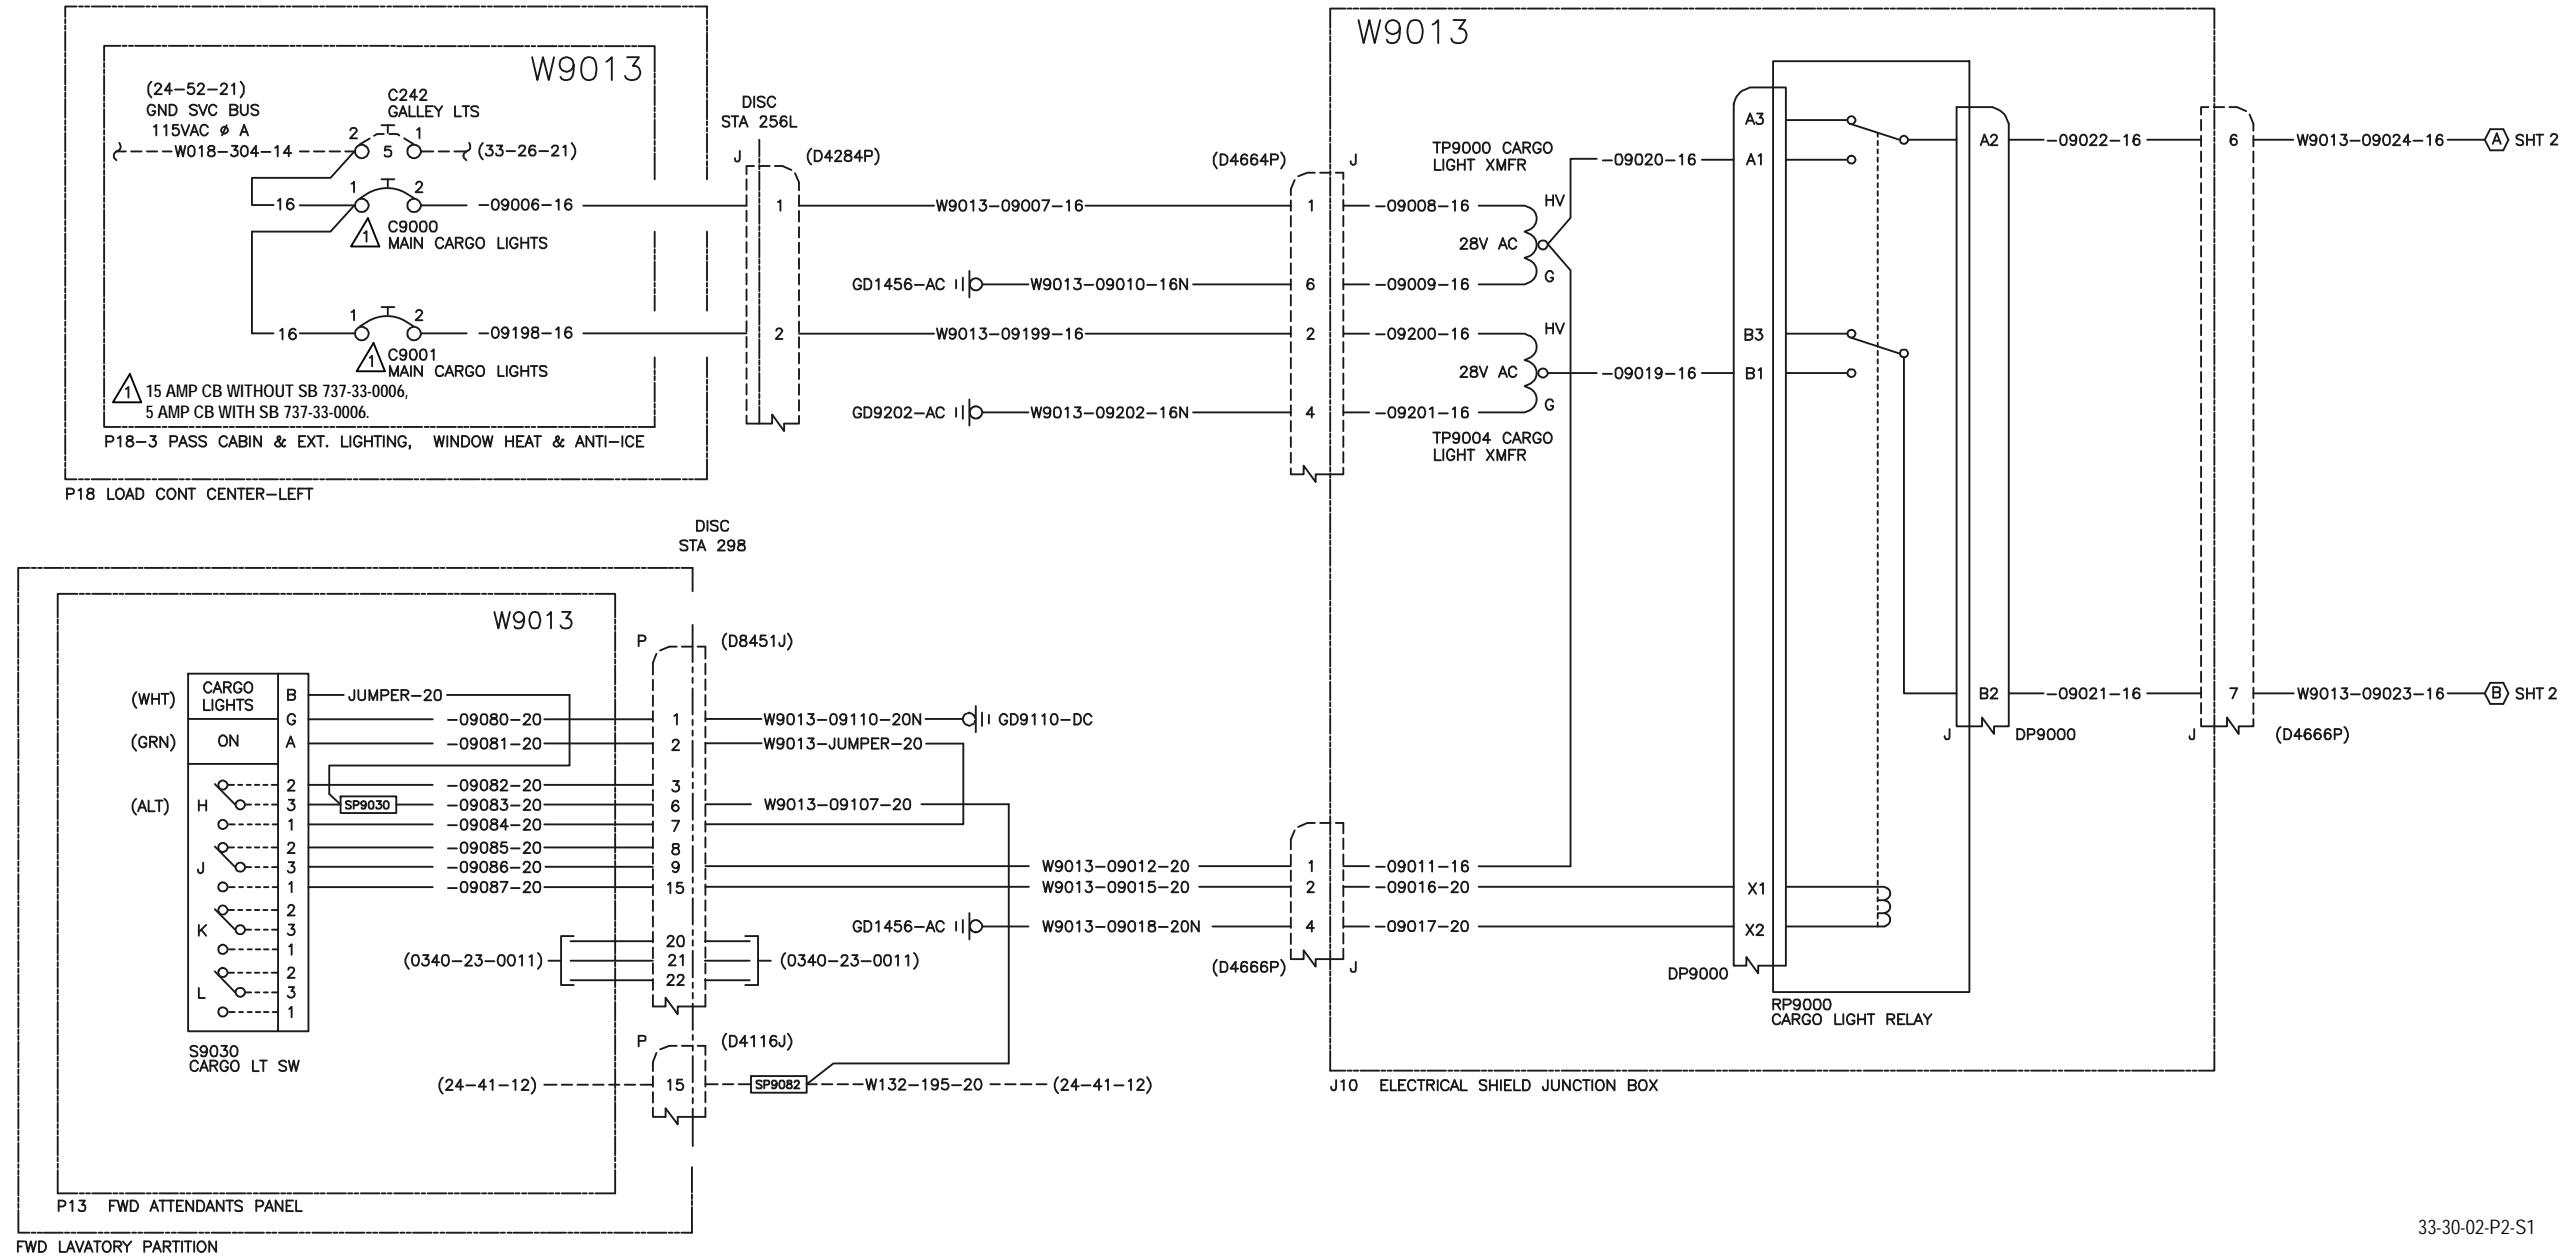 W9013
(24-52-21)
GND SVC BUS
115VAC ø A
C242
GALLEY LTS
2
1
W018-304-14
5
(33-26-21)
1
2
16
-09006-16
C9000
1
MAIN CARGO LIGHTS
1
2
16
-09198-16
C9001
1
MAIN CARGO LIGHTS
1 15 AMP CB WITHOUT SB 737-33-0006,
5 AMP CB WITH SB 737-33-0006.
P18-3 PASS CABIN & EXT. LIGHTING, WINDOW HEAT & ANTI-ICE
P18 LOAD CONT CENTER-LEFT
DISC
STA 256L
J
(D4284P)
1
2
W9013-09007-16
GD1456-AC
W9013-09010-16N
W9013-09199-16
GD9202-AC
W9013-09202-16N
(D4664P)
J
1
6
2
4
W9013
TP9000 CARGO
LIGHT XMFR
-09008-16
HV
28V AC
G
-09009-16
-09200-16
HV
28V AC
G
-09201-16
TP9004 CARGO
LIGHT XMFR
-09020-16
-09019-16
A3
A1
B3
B1
X1
X2
DP9000
RP9000
CARGO LIGHT RELAY
A2
B2
J
DP9000
-09022-16
-09021-16
6
7
J
(D4666P)
W9013-09024-16
A SHT 2
W9013-09023-16
B SHT 2
DISC
STA 298
W9013
(WHT)
CARGO
LIGHTS
B
JUMPER-20
G
-09080-20
(GRN)
ON
A
-09081-20
(ALT)
H
2
-09082-20
3
SP9030
-09083-20
1
-09084-20
J
2
-09085-20
3
-09086-20
1
-09087-20
K
2
3
1
L
2
3
1
S9030
CARGO LT SW
P
(D8451J)
1
2
3
6
7
8
9
15
20
21
22
(0340-23-0011)
(0340-23-0011)
W9013-09110-20N
GD9110-DC
W9013-JUMPER-20
W9013-09107-20
W9013-09012-20
W9013-09015-20
GD1456-AC
W9013-09018-20N
1
2
4
(D4666P)
J
-09011-16
-09016-20
-09017-20
P
(D4116J)
(24-41-12)
15
SP9082
W132-195-20
(24-41-12)
J10 ELECTRICAL SHIELD JUNCTION BOX
P13 FWD ATTENDANTS PANEL
FWD LAVATORY PARTITION
33-30-02-P2-S1